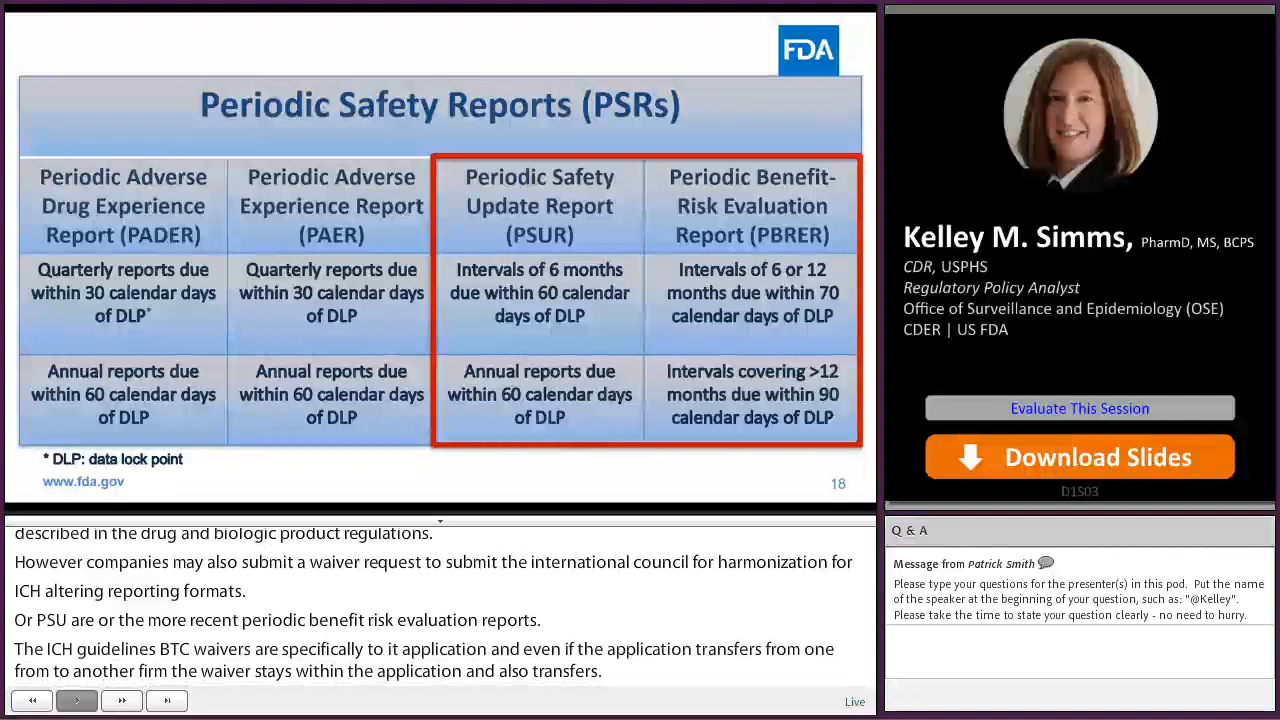 FDA
Periodic Safety Reports (PSRs)
Periodic Adverse
Drug Experience
Report (PADER)
Periodic Adverse
Experience Report
(PAER)
Periodic Safety
Update Report
(PSUR)
Periodic Benefit-
Risk Evaluation
Report (PBRER)
Quarterly reports due
within 30 calendar days
of DLP*
Quarterly reports due
within 30 calendar days
of DLP
Intervals of 6 months
due within 60 calendar
days of DLP
Intervals of 6 or 12
months due within 70
calendar days of DLP
Annual reports due
within 60 calendar days
of DLP
Annual reports due
within 60 calendar days
of DLP
Annual reports due
within 60 calendar days
of DLP
Intervals covering >12
months due within 90
calendar days of DLP
* DLP: data lock point
www.fda.gov
18
Kelley M. Simms, PharmD, MS, BCPS
CDR, USPHS
Regulatory Policy Analyst
Office of Surveillance and Epidemiology (OSE)
CDER | US FDA
Evaluate This Session
Download Slides
D1S03
described in the drug and biologic product regulations.
However companies may also submit a waiver request to submit the international council for harmonization for
ICH altering reporting formats.
Or PSU are or the more recent periodic benefit risk evaluation reports.
The ICH guidelines BTC waivers are specifically to it application and even if the application transfers from one
from to another firm the waiver stays within the application and also transfers.
Live
Q & A
Message from Patrick Smith
Please type your questions for the presenter(s) in this pod. Put the name
of the speaker at the beginning of your question, such as: "@Kelley".
Please take the time to state your question clearly - no need to hurry.